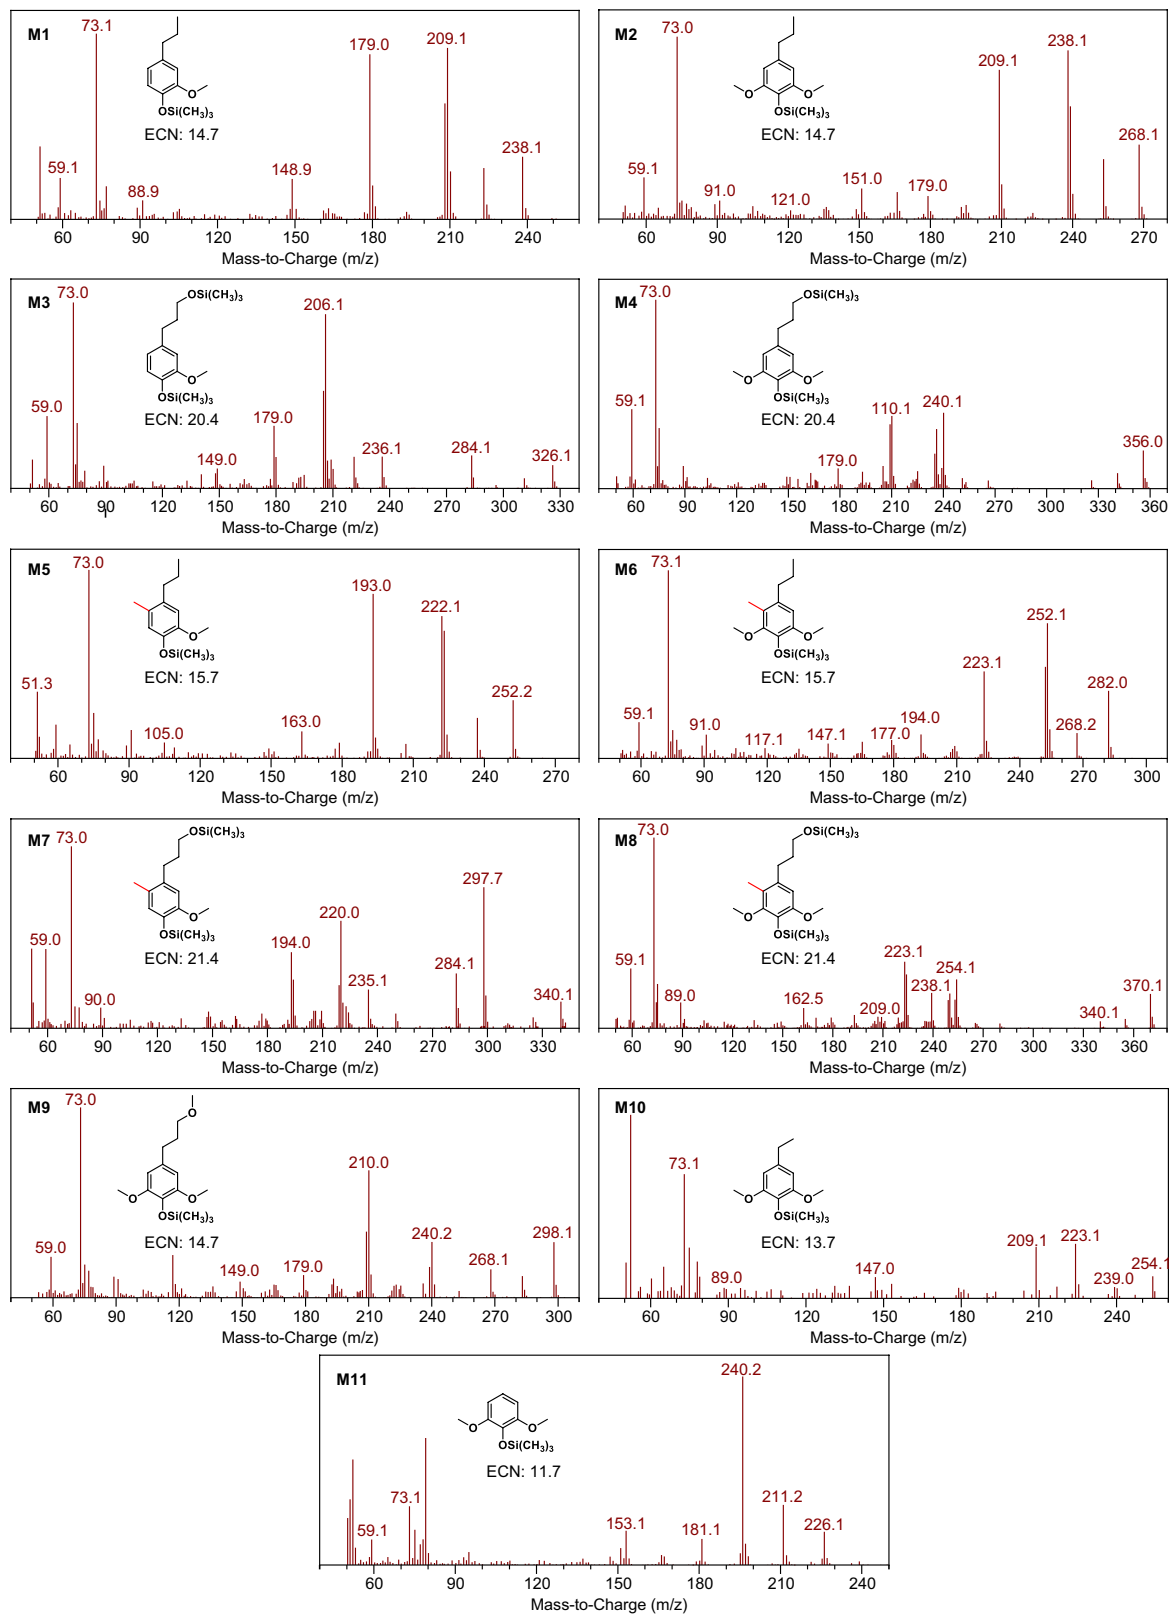 M1
73.1
179.0
209.1
59.1
88.9
148.9
238.1
O
OSi(CH₃)₃
ECN: 14.7
60 90 120 150 180 210 240
Mass-to-Charge (m/z)
M2
73.0
238.1
209.1
268.1
59.1
91.0
121.0
151.0
179.0
O O
OSi(CH₃)₃
ECN: 14.7
60 90 120 150 180 210 240 270
Mass-to-Charge (m/z)
M3
73.0
206.1
59.0
179.0
149.0
236.1
284.1
326.1
OSi(CH₃)₃
O
OSi(CH₃)₃
ECN: 20.4
60 90 120 150 180 210 240 270 300 330
Mass-to-Charge (m/z)
M4
73.0
59.1
110.1
240.1
179.0
356.0
OSi(CH₃)₃
O O
OSi(CH₃)₃
ECN: 20.4
60 90 120 150 180 210 240 270 300 330 360
Mass-to-Charge (m/z)
M5
73.0
193.0
222.1
51.3
105.0
163.0
252.2
O
OSi(CH₃)₃
ECN: 15.7
60 90 120 150 180 210 240 270
Mass-to-Charge (m/z)
M6
73.1
252.1
223.1
282.0
59.1
91.0
117.1
147.1
177.0
194.0
268.2
O O
OSi(CH₃)₃
ECN: 15.7
60 90 120 150 180 210 240 270 300
Mass-to-Charge (m/z)
M7
73.0
297.7
220.0
59.0
194.0
90.0
235.1
284.1
340.1
OSi(CH₃)₃
O
OSi(CH₃)₃
ECN: 21.4
60 90 120 150 180 210 240 270 300 330
Mass-to-Charge (m/z)
M8
73.0
59.1
223.1
254.1
238.1
89.0
162.5
209.0
340.1
370.1
OSi(CH₃)₃
O O
OSi(CH₃)₃
ECN: 21.4
60 90 120 150 180 210 240 270 300 330 360
Mass-to-Charge (m/z)
M9
73.0
210.0
59.0
240.2
298.1
149.0
179.0
268.1
O
O O
OSi(CH₃)₃
ECN: 14.7
60 90 120 150 180 210 240 270 300
Mass-to-Charge (m/z)
M10
73.1
209.1
223.1
89.0
147.0
239.0
254.1
O O
OSi(CH₃)₃
ECN: 13.7
60 90 120 150 180 210 240
Mass-to-Charge (m/z)
M11
240.2
73.1
211.2
59.1
153.1
181.1
226.1
O O
OSi(CH₃)₃
ECN: 11.7
60 90 120 150 180 210 240
Mass-to-Charge (m/z)